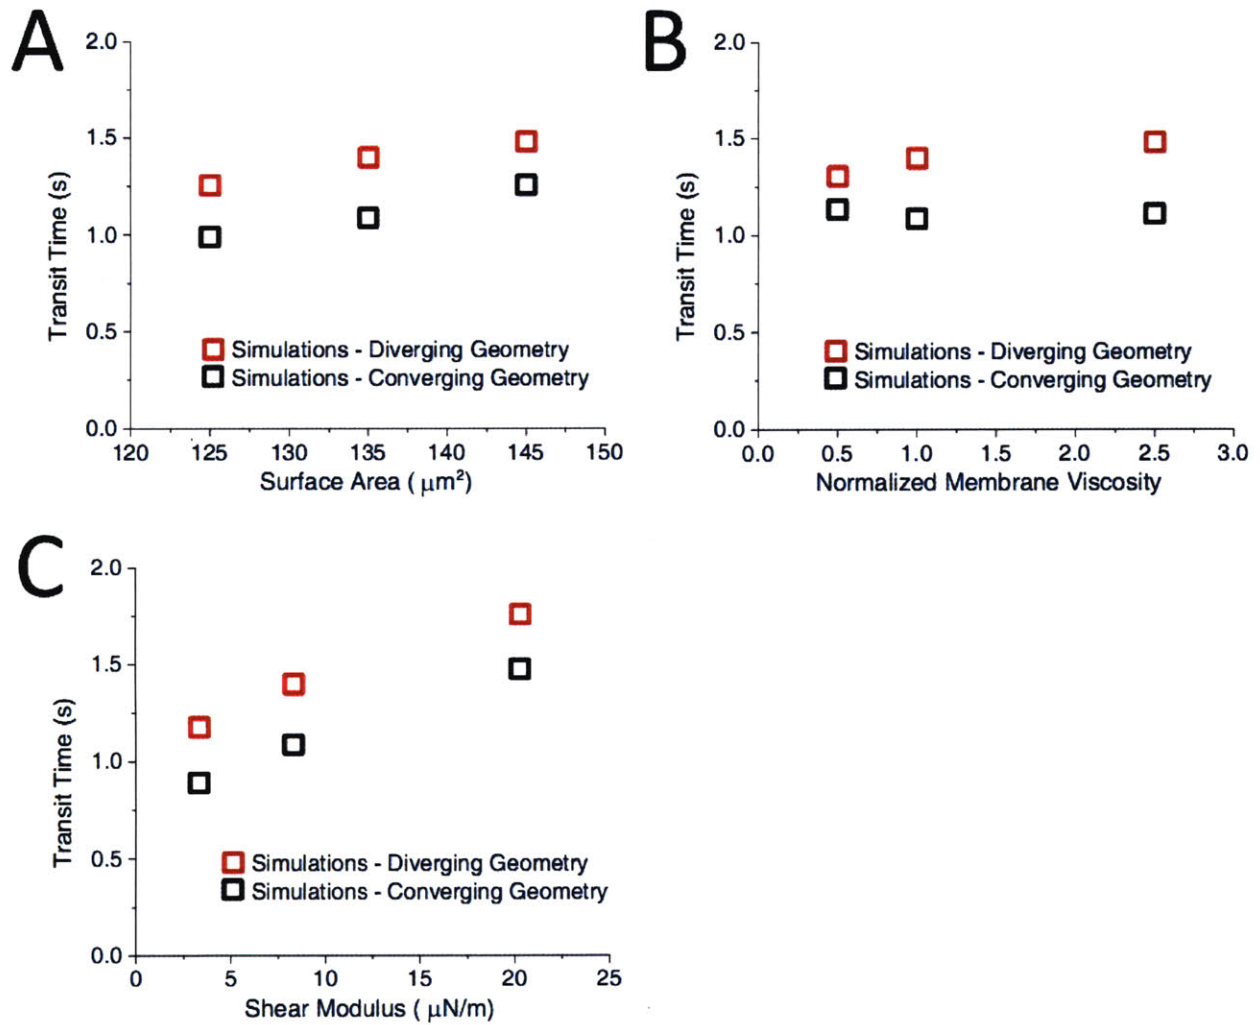 A
2.0
1.5
1.0
0.5
0.0
Transit Time (s)
Simulations - Diverging Geometry
Simulations - Converging Geometry
120 125 130 135 140 145 150
Surface Area ( μm²)
B
2.0
1.5
1.0
0.5
0.0
Transit Time (s)
Simulations - Diverging Geometry
Simulations - Converging Geometry
0.0 0.5 1.0 1.5 2.0 2.5 3.0
Normalized Membrane Viscosity
C
2.0
1.5
1.0
0.5
0.0
Transit Time (s)
Simulations - Diverging Geometry
Simulations - Converging Geometry
0 5 10 15 20 25
Shear Modulus ( μN/m)